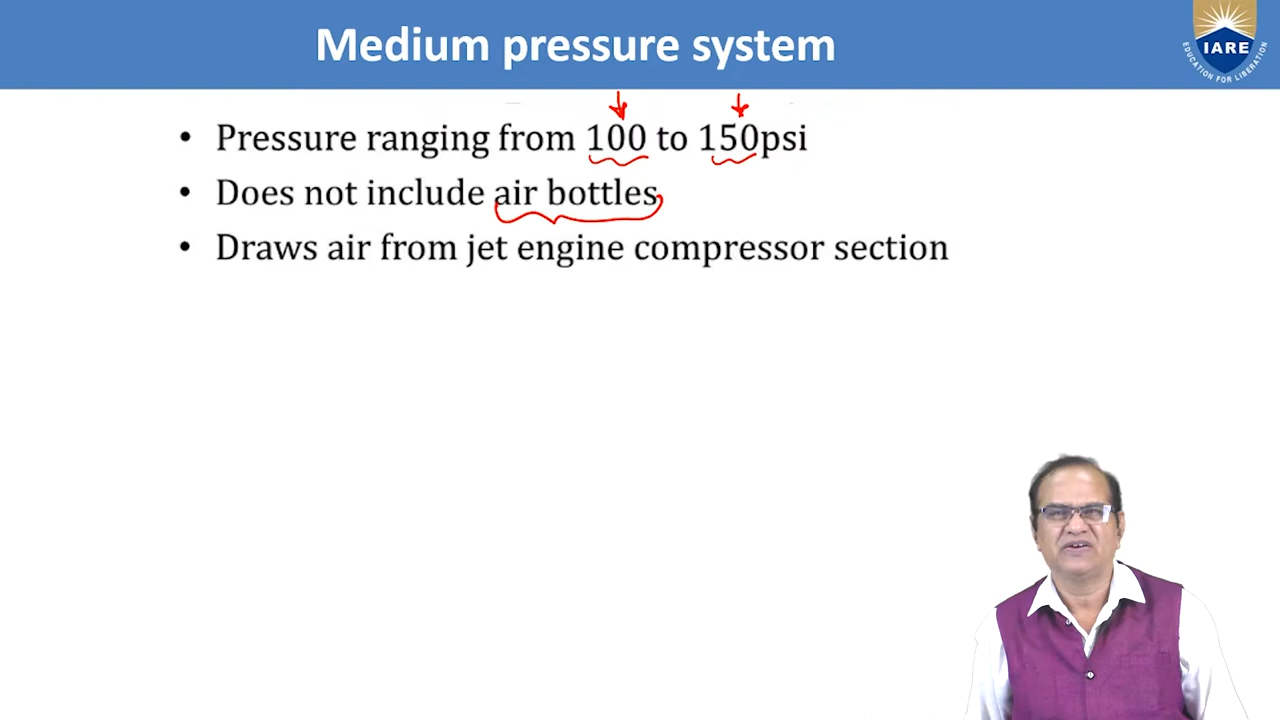 Medium pressure system
IARE
EDUCATION FOR LIBERATION
• Pressure ranging from 100 to 150psi
• Does not include air bottles
• Draws air from jet engine compressor section